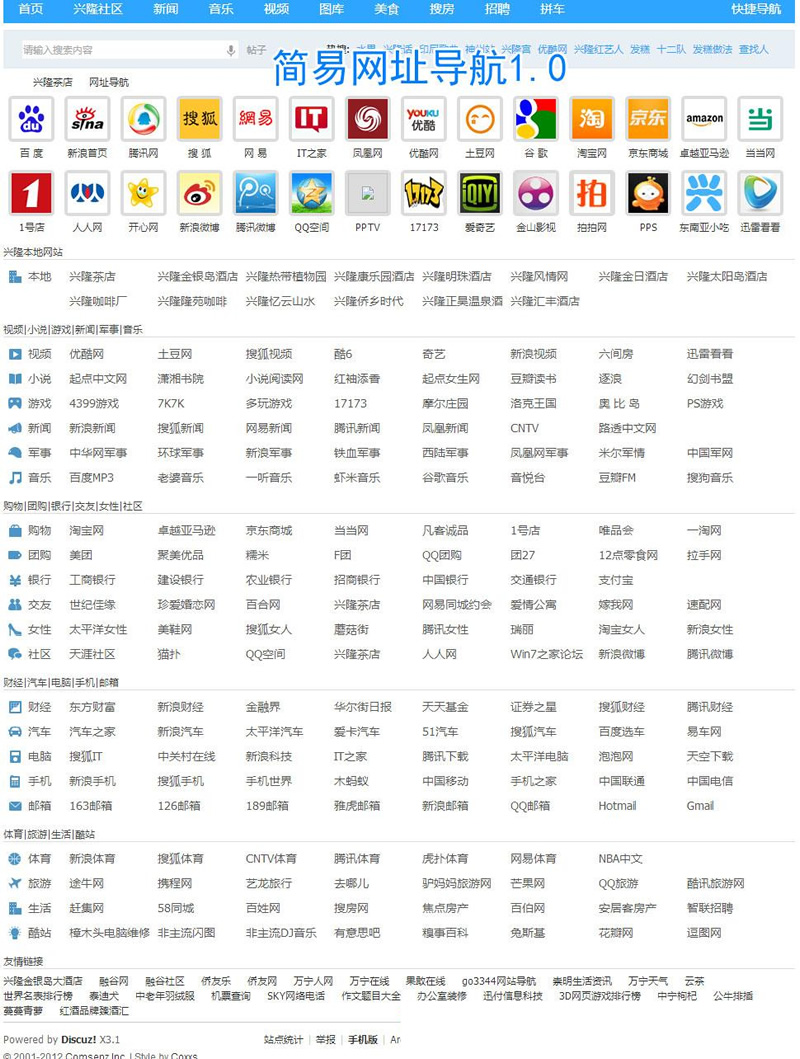 首页 兴隆社区 新闻 音乐 视频 图库 美食 搜房 招聘 拼车 快捷导航
请输入搜索内容 帖子
兴隆富 优酷网 兴隆红艺人 发糕 十二队 发糕做法 查找人
简易网址导航1.0
兴隆茶店 网址导航
百度 新浪首页 腾讯网 搜狐 网易 IT之家 凤凰网 优酷网 土豆网 谷歌 淘宝网 京东商城 卓越亚马逊 当当网
1号店 人人网 开心网 新浪微博 腾讯微博 QQ空间 PPTV 17173 爱奇艺 金山影视 拍拍网 PPS 东南亚小吃 迅雷看看
兴隆本地网站
本地 兴隆茶店 兴隆金银岛酒店 兴隆热带植物园 兴隆康乐园酒店 兴隆明珠酒店 兴隆风情网 兴隆金日酒店 兴隆太阳岛酒店
兴隆咖啡厂 兴隆隆苑咖啡 兴隆亿云山水 兴隆侨乡时代 兴隆正昊温泉酒 兴隆汇丰酒店
视频|小说|游戏|新闻|军事|音乐
视频 优酷网 土豆网 搜狐视频 酷6 奇艺 新浪视频 六间房 迅雷看看
小说 起点中文网 潇湘书院 小说阅读网 红袖添香 起点女生网 豆瓣读书 逐浪 幻剑书盟
游戏 4399游戏 7K7K 多玩游戏 17173 摩尔庄园 洛克王国 奥比岛 PS游戏
新闻 新浪新闻 搜狐新闻 网易新闻 腾讯新闻 凤凰新闻 CNTV 路透中文网
军事 中华网军事 环球军事 新浪军事 铁血军事 西陆军事 凤凰网军事 米尔军情 中国军网
音乐 百度MP3 老婆音乐 一听音乐 虾米音乐 谷歌音乐 音悦台 豆瓣FM 搜狗音乐
购物|团购|银行|交友|女性|社区
购物 淘宝网 卓越亚马逊 京东商城 当当网 凡客诚品 1号店 唯品会 一淘网
团购 美团 聚美优品 糯米 F团 QQ团购 团27 12点零食网 拉手网
银行 工商银行 建设银行 农业银行 招商银行 中国银行 交通银行 支付宝
交友 世纪佳缘 珍爱婚恋网 百合网 兴隆茶店 网易同城约会 爱情公寓 嫁我网 速配网
女性 太平洋女性 美鞋网 搜狐女人 蘑菇街 腾讯女性 瑞丽 淘宝女人 新浪女性
社区 天涯社区 猫扑 QQ空间 兴隆茶店 人人网 Win7之家论坛 新浪微博 腾讯微博
财经|汽车|电脑|手机|邮箱
财经 东方财富 新浪财经 金融界 华尔街日报 天天基金 证券之星 搜狐财经 腾讯财经
汽车 汽车之家 新浪汽车 太平洋汽车 爱卡汽车 51汽车 搜狐汽车 百度选车 易车网
电脑 搜狐IT 中关村在线 新浪科技 IT之家 腾讯下载 太平洋电脑 泡泡网 天空下载
手机 新浪手机 搜狐手机 手机世界 木蚂蚁 中国移动 手机之家 中国联通 中国电信
邮箱 163邮箱 126邮箱 189邮箱 雅虎邮箱 新浪邮箱 QQ邮箱 Hotmail Gmail
体育|旅游|生活|酷站
体育 新浪体育 搜狐体育 CNTV体育 腾讯体育 虎扑体育 网易体育 NBA中文
旅游 途牛网 携程网 艺龙旅行 去哪儿 驴妈妈旅游网 芒果网 QQ旅游 酷讯旅游网
生活 赶集网 58同城 百姓网 搜房网 焦点房产 百伯网 安居客房产 智联招聘
酷站 樟木头电脑维修 非主流闪图 非主流DJ音乐 有意思吧 糗事百科 免斯基 花瓣网 逗图网
友情链接
兴隆金银岛大酒店 融谷网 融谷社区 侨友乐 侨友网 万宁人网 万宁在线 果敢在线 go3344网站导航 崇明生活资讯 万宁天气 云茶
世界名表排行榜 泰迪犬 中老年羽绒服 机票查询 SKY网络电话 作文题目大全 办公室装修 迅付信息科技 3D网页游戏排行榜 中宁枸杞 公牛排插
葵葵青萝 红酒品牌臻酒汇
Powered by Discuz! X3.1 站点统计 | 举报 | 手机版 | Ar
© 2001-2012 Comsenz Inc. | Style by Coxxs